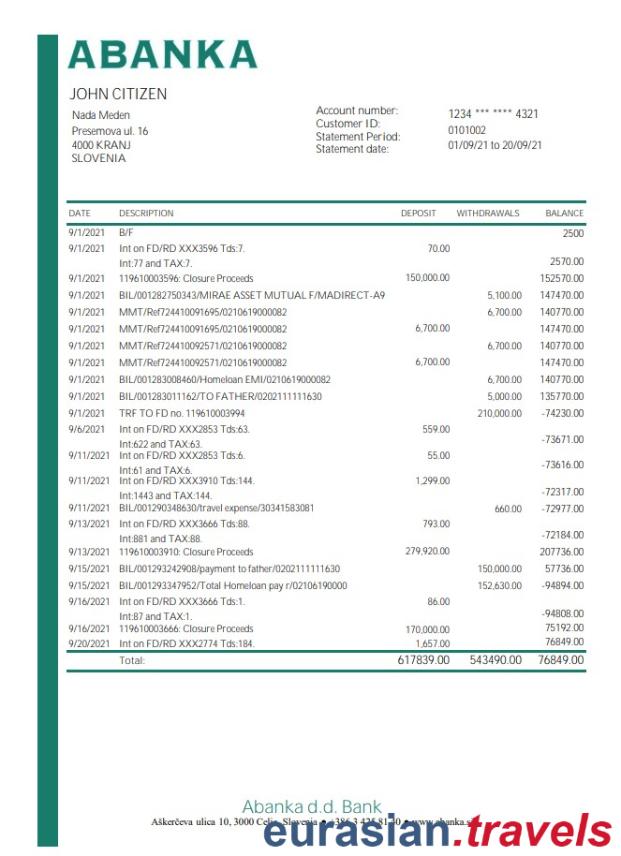 ABANKA
JOHN CITIZEN
Nada Meden
Presemova ul. 16
4000 KRANJ
SLOVENIA
Account number: 1234 *** **** 4321
Customer ID: 0101002
Statement Period: 01/09/21 to 20/09/21
Statement date:
DATE DESCRIPTION DEPOSIT WITHDRAWALS BALANCE
9/1/2021 B/F 2500
9/1/2021 Int on FD/RD XXX3596 Tds:7. 70.00
Int:77 and TAX:7. 2570.00
9/1/2021 119610003596: Closure Proceeds 150,000.00 152570.00
9/1/2021 BIL/001282750343/MIRAE ASSET MUTUAL F/MADIRECT-A9 5,100.00 147470.00
9/1/2021 MMT/Ref724410091695/0210619000082 6,700.00 140770.00
9/1/2021 MMT/Ref724410091695/0210619000082 6,700.00 147470.00
9/1/2021 MMT/Ref724410092571/0210619000082 6,700.00 140770.00
9/1/2021 MMT/Ref724410092571/0210619000082 6,700.00 147470.00
9/1/2021 BIL/001283008460/Homeloan EMI/0210619000082 6,700.00 140770.00
9/1/2021 BIL/001283011162/TO FATHER/0202111111630 5,000.00 135770.00
9/1/2021 TRF TO FD no. 119610003994 210,000.00 -74230.00
9/6/2021 Int on FD/RD XXX2853 Tds:63. 559.00
Int:622 and TAX:63. -73671.00
9/11/2021 Int on FD/RD XXX2853 Tds:6. 55.00
Int:61 and TAX:6. -73616.00
9/11/2021 Int on FD/RD XXX3910 Tds:144. 1,299.00
Int:1443 and TAX:144. -72317.00
9/11/2021 BIL/001290348630/travel expense/30341583081 660.00 -72977.00
9/13/2021 Int on FD/RD XXX3666 Tds:88. 793.00
Int:881 and TAX:88. -72184.00
9/13/2021 119610003910: Closure Proceeds 279,920.00 207736.00
9/15/2021 BIL/001293242908/payment to father/0202111111630 150,000.00 57736.00
9/15/2021 BIL/001293347952/Total Homeloan pay r/02106190000 152,630.00 -94894.00
9/16/2021 Int on FD/RD XXX3666 Tds:1. 86.00
Int:87 and TAX:1. -94808.00
9/16/2021 119610003666: Closure Proceeds 170,000.00 75192.00
9/20/2021 Int on FD/RD XXX2774 Tds:184. 1,657.00 76849.00
Total: 617839.00 543490.00 76849.00
Abanka d.d. Bank
Aškerčeva ulica 10, 3000 Celje, Slovenia
eurasian.travels